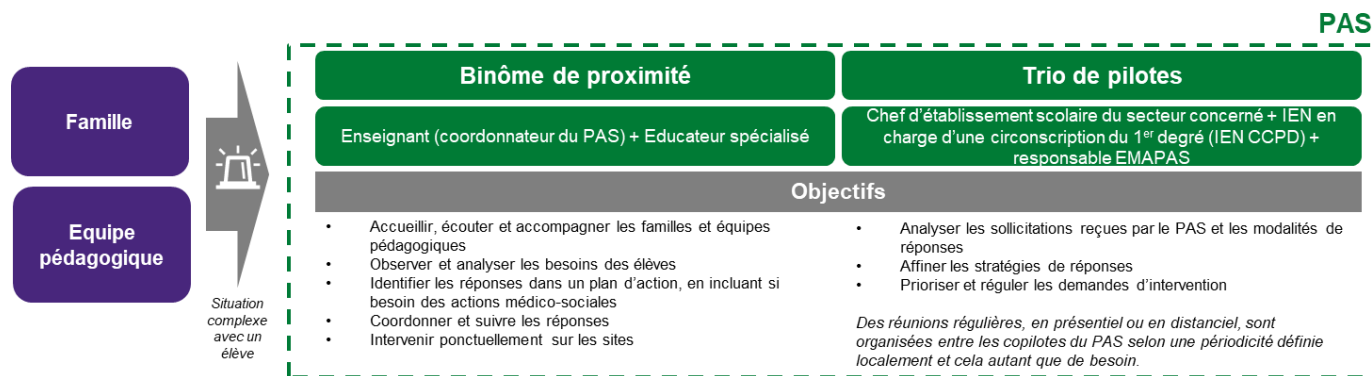 PAS
Famille
Equipe
pédagogique
Situation
complexe
avec un
élève
Binôme de proximité
Enseignant (coordonnateur du PAS) + Educateur spécialisé
Trio de pilotes
Chef d'établissement scolaire du secteur concerné + IEN en
charge d'une circonscription du 1er degré (IEN CCPD) +
responsable EMAPAS
Objectifs
• Accueillir, écouter et accompagner les familles et équipes
pédagogiques
• Observer et analyser les besoins des élèves
• Identifier les réponses dans un plan d'action, en incluant si
besoin des actions médico-sociales
• Coordonner et suivre les réponses
• Intervenir ponctuellement sur les sites
• Analyser les sollicitations reçues par le PAS et les modalités de
réponses
• Affiner les stratégies de réponses
• Prioriser et réguler les demandes d'intervention
Des réunions régulières, en présentiel ou en distanciel, sont
organisées entre les copilotes du PAS selon une périodicité définie
localement et cela autant que de besoin.